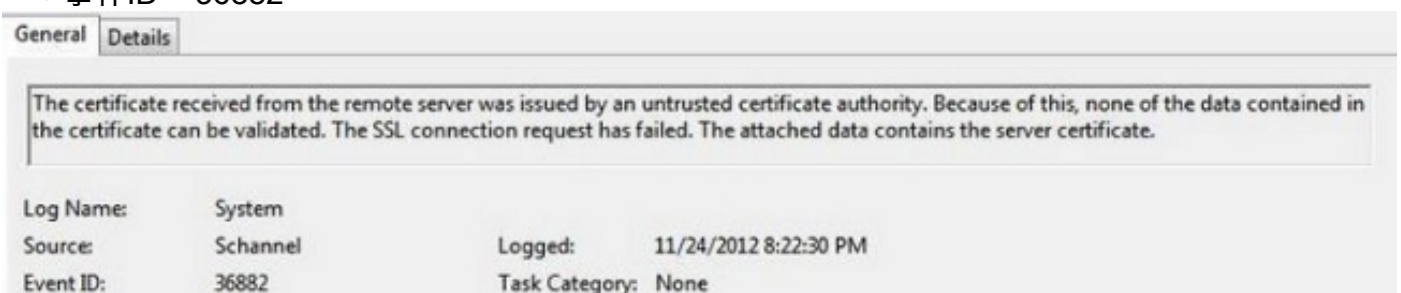 General Details
The certificate received from the remote server was issued by an untrusted certificate authority. Because of this, none of the data contained in
the certificate can be validated. The SSL connection request has failed. The attached data contains the server certificate.
Log Name: System
Source: Schannel Logged: 11/24/2012 8:22:30 PM
Event ID: 36882 Task Category: None